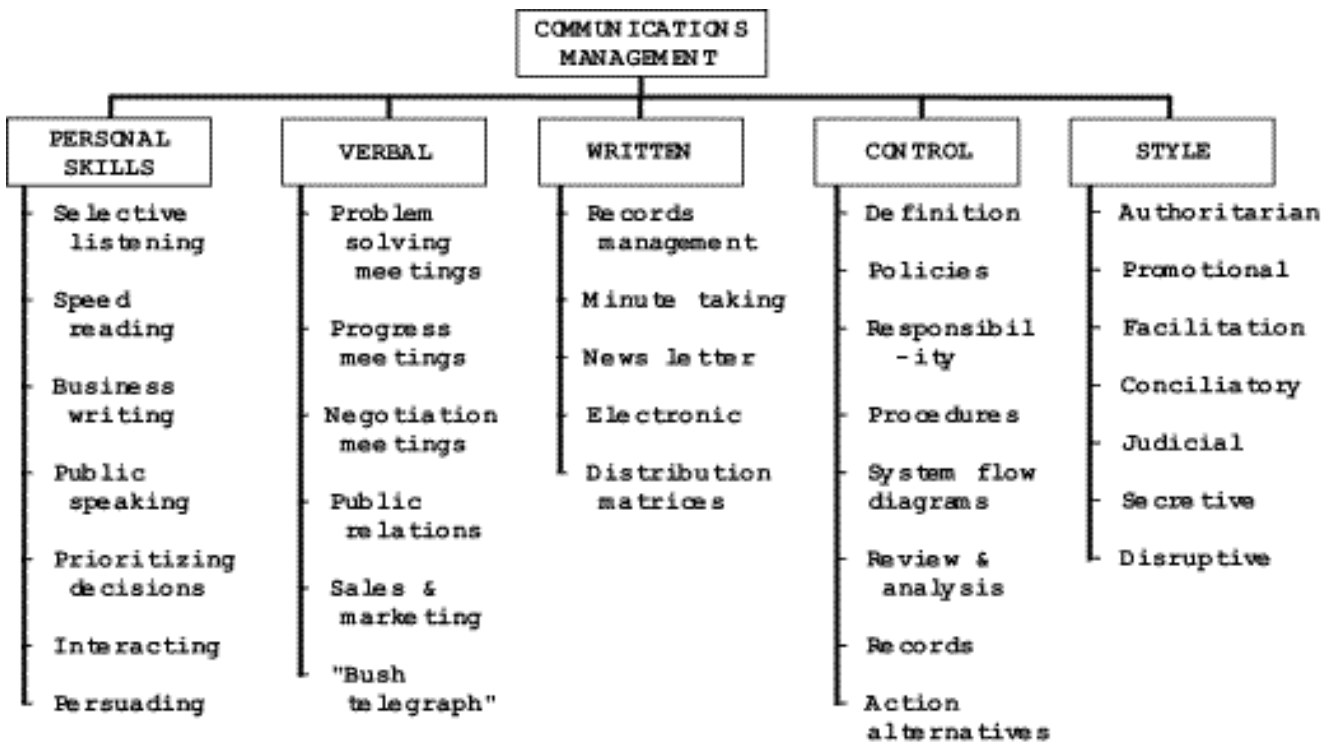 COMMUNICATIONS
MANAGEMENT
PERSONAL
SKILLS
Selective
listening
Speed
reading
Business
writing
Public
speaking
Prioritizing
decisions
Interacting
Persuading
VERBAL
Problem
solving
meetings
Progress
meetings
Negotiation
meetings
Public
relations
Sales &
marketing
"Bush
telegraph"
WRITTEN
Records
management
Minute taking
News letter
Electronic
Distribution
matrices
CONTROL
Definition
Policies
Responsibil
-ity
Procedures
System flow
diagrams
Review &
analysis
Records
Action
alternatives
STYLE
Authoritarian
Promotional
Facilitation
Conciliatory
Judicial
Secretive
Disruptive